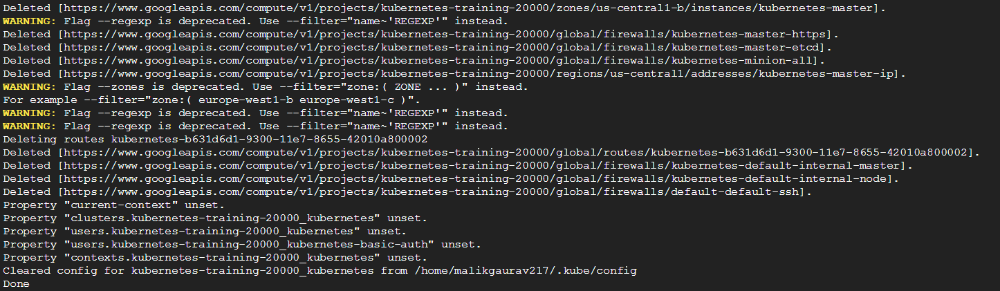 Deleted [https://www.googleapis.com/compute/v1/projects/kubernetes-training-20000/zones/us-central1-b/instances/kubernetes-master].
WARNING: Flag --regexp is deprecated. Use --filter="name~'REGEXP'" instead.
Deleted [https://www.googleapis.com/compute/v1/projects/kubernetes-training-20000/global/firewalls/kubernetes-master-https].
Deleted [https://www.googleapis.com/compute/v1/projects/kubernetes-training-20000/global/firewalls/kubernetes-master-etcd].
Deleted [https://www.googleapis.com/compute/v1/projects/kubernetes-training-20000/global/firewalls/kubernetes-minion-all].
Deleted [https://www.googleapis.com/compute/v1/projects/kubernetes-training-20000/regions/us-central1/addresses/kubernetes-master-ip].
WARNING: Flag --zones is deprecated. Use --filter="zone:( ZONE ... )" instead.
For example --filter="zone:( europe-west1-b europe-west1-c )".
WARNING: Flag --regexp is deprecated. Use --filter="name~'REGEXP'" instead.
WARNING: Flag --regexp is deprecated. Use --filter="name~'REGEXP'" instead.
Deleting routes kubernetes-b631d6d1-9300-11e7-8655-42010a800002
Deleted [https://www.googleapis.com/compute/v1/projects/kubernetes-training-20000/global/routes/kubernetes-b631d6d1-9300-11e7-8655-42010a800002].
Deleted [https://www.googleapis.com/compute/v1/projects/kubernetes-training-20000/global/firewalls/kubernetes-default-internal-master].
Deleted [https://www.googleapis.com/compute/v1/projects/kubernetes-training-20000/global/firewalls/kubernetes-default-internal-node].
Deleted [https://www.googleapis.com/compute/v1/projects/kubernetes-training-20000/global/firewalls/default-default-ssh].
Property "current-context" unset.
Property "clusters.kubernetes-training-20000_kubernetes" unset.
Property "users.kubernetes-training-20000_kubernetes" unset.
Property "users.kubernetes-training-20000_kubernetes-basic-auth" unset.
Property "contexts.kubernetes-training-20000_kubernetes" unset.
Cleared config for kubernetes-training-20000_kubernetes from /home/malikgaurav217/.kube/config
Done